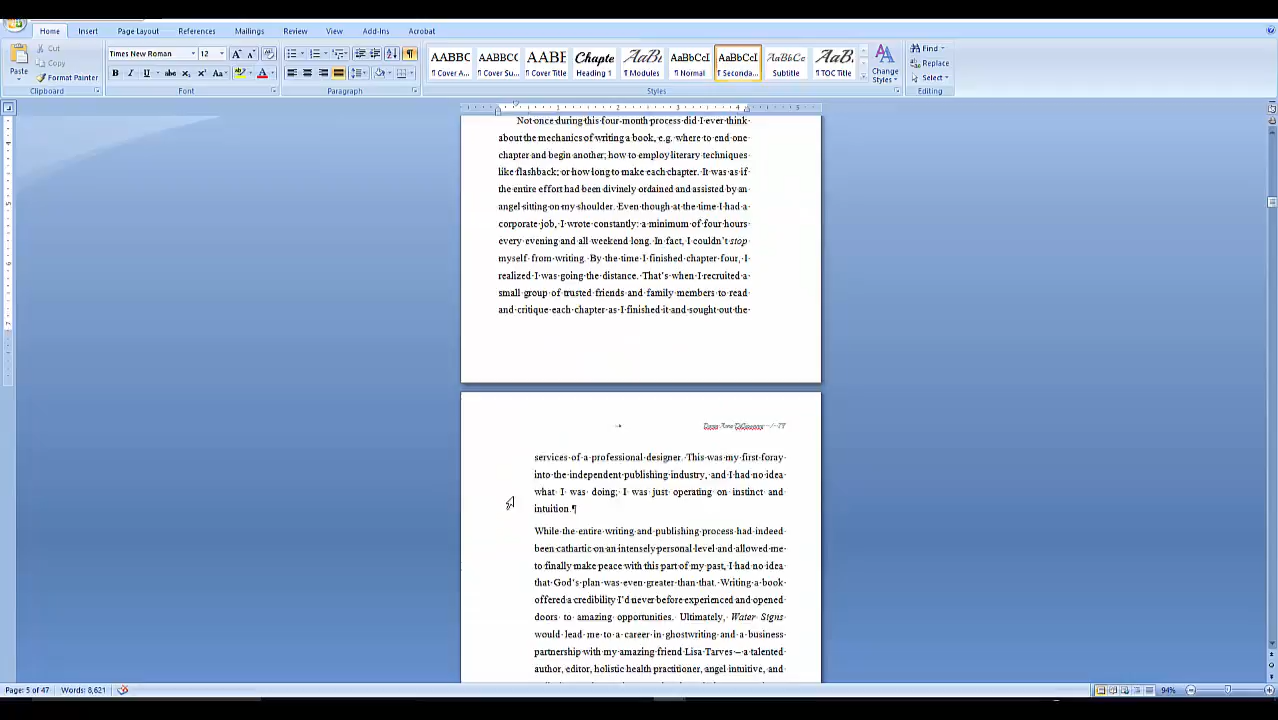 Home Insert Page Layout References Mailings Review View Add-Ins Acrobat
Cut
Copy
Format Painter
Paste
Clipboard
Times New Roman 12
Font
Paragraph
AABBC AABBCC AABB Chapte AaBb AaBbCcI AaBbCcI AaBbCc AaB
¶ Cover A... ¶ Cover Su... ¶ Cover Title Heading 1 ¶ Modules ¶ Normal ¶ Seconda... Subtitle ¶ TOC Title
Change Styles
Styles
Find
Replace
Select
Editing
Not once during this four-month process did I ever think
about the mechanics of writing a book, e.g. where to end one
chapter and begin another; how to employ literary techniques
like flashback; or how long to make each chapter. It was as if
the entire effort had been divinely ordained and assisted by an
angel sitting on my shoulder. Even though at the time I had a
corporate job, I wrote constantly: a minimum of four hours
every evening and all weekend long. In fact, I couldn't stop
myself from writing. By the time I finished chapter four, I
realized I was going the distance. That's when I recruited a
small group of trusted friends and family members to read
and critique each chapter as I finished it and sought out the
services of a professional designer. This was my first foray
into the independent publishing industry, and I had no idea
what I was doing; I was just operating on instinct and
intuition.¶
While the entire writing and publishing process had indeed
been cathartic on an intensely personal level and allowed me
to finally make peace with this part of my past, I had no idea
that God's plan was even greater than that. Writing a book
offered a credibility I'd never before experienced and opened
doors to amazing opportunities. Ultimately, Water Signs
would lead me to a career in ghostwriting and a business
partnership with my amazing friend Lisa Tarves – a talented
author, editor, holistic health practitioner, angel intuitive, and
Page: 5 of 47 Words: 8,621
94%